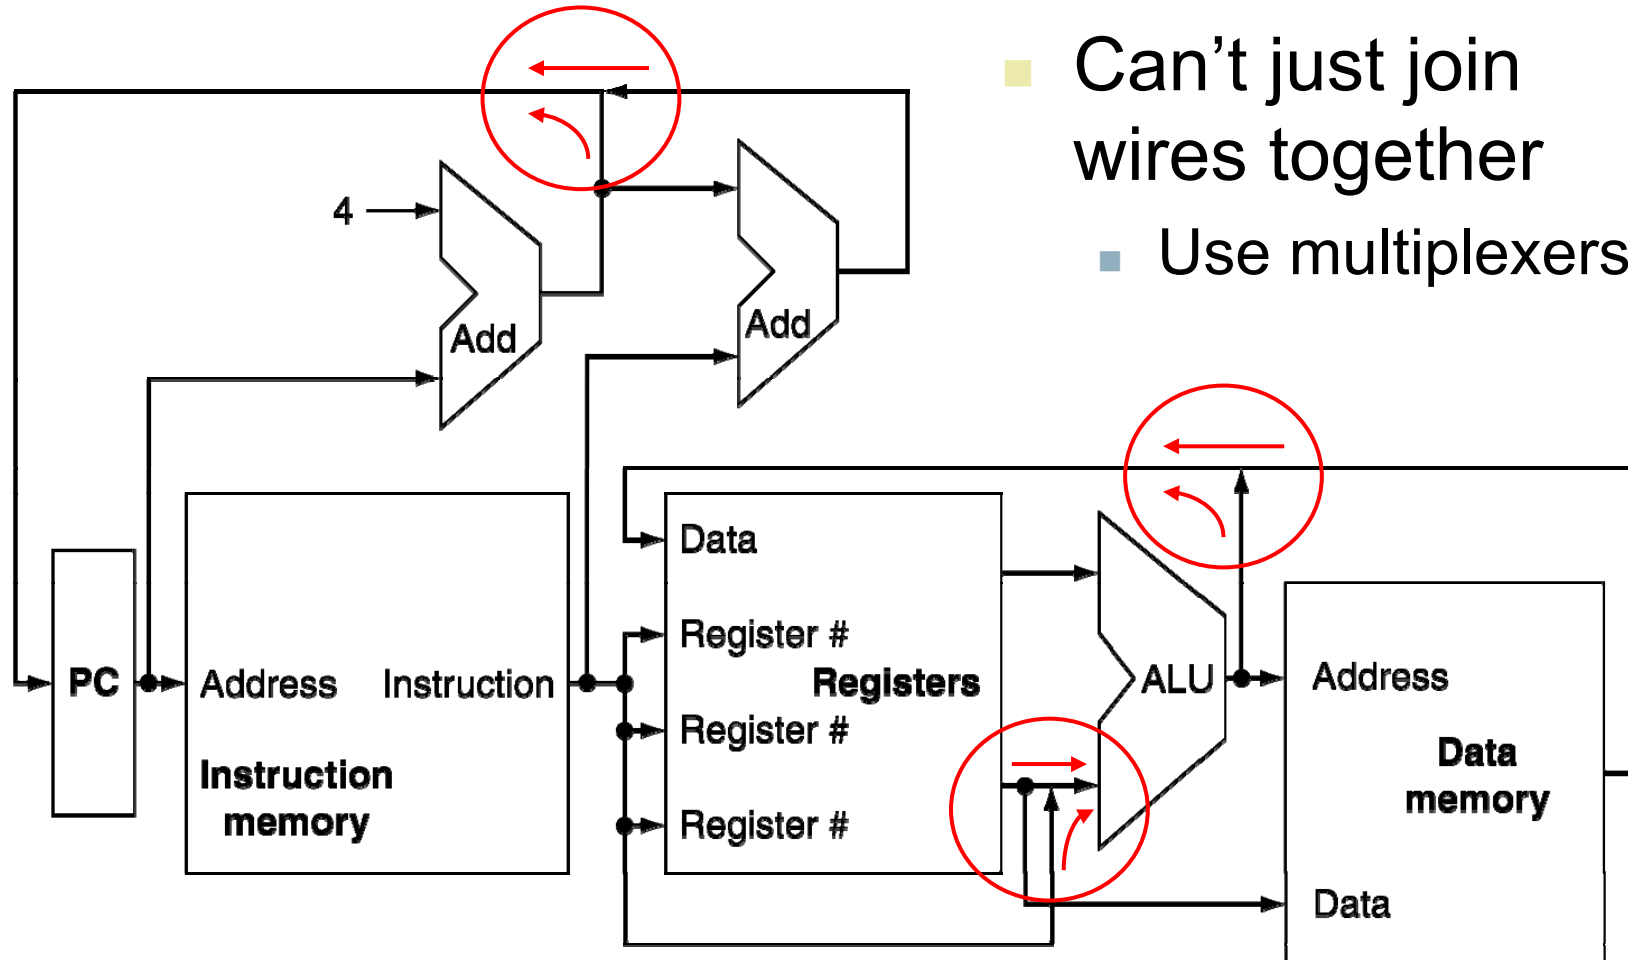 Can’t just join
wires together
Use multiplexers
4
Add
Add
Data
Register #
PC
Address
Instruction
Registers
ALU
Address
Register #
Instruction
memory
Data
memory
Register #
Data